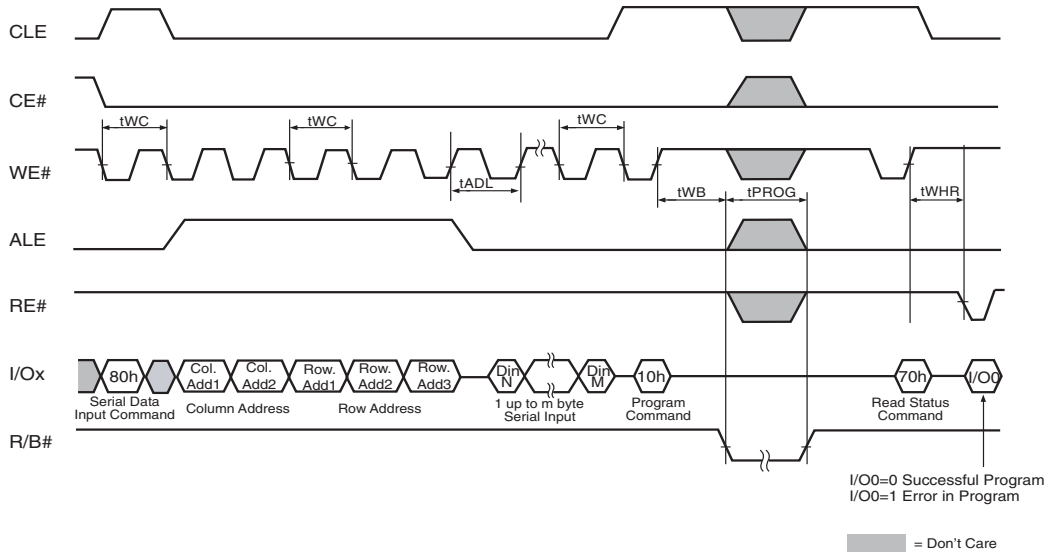 CLE
CE#
tWC
tWC
tWC
WE#
tADL
tWB
tPROG
tWHR
ALE
RE#
I/Ox
80h
Col. Add1
Col. Add2
Row. Add1
Row. Add2
Row. Add3
Din N
Din M
10h
70h
I/O0
Serial Data
Input Command
Column Address
Row Address
1 up to m byte
Serial Input
Program
Command
Read Status
Command
R/B#
I/O0=0 Successful Program
I/O0=1 Error in Program
= Don't Care